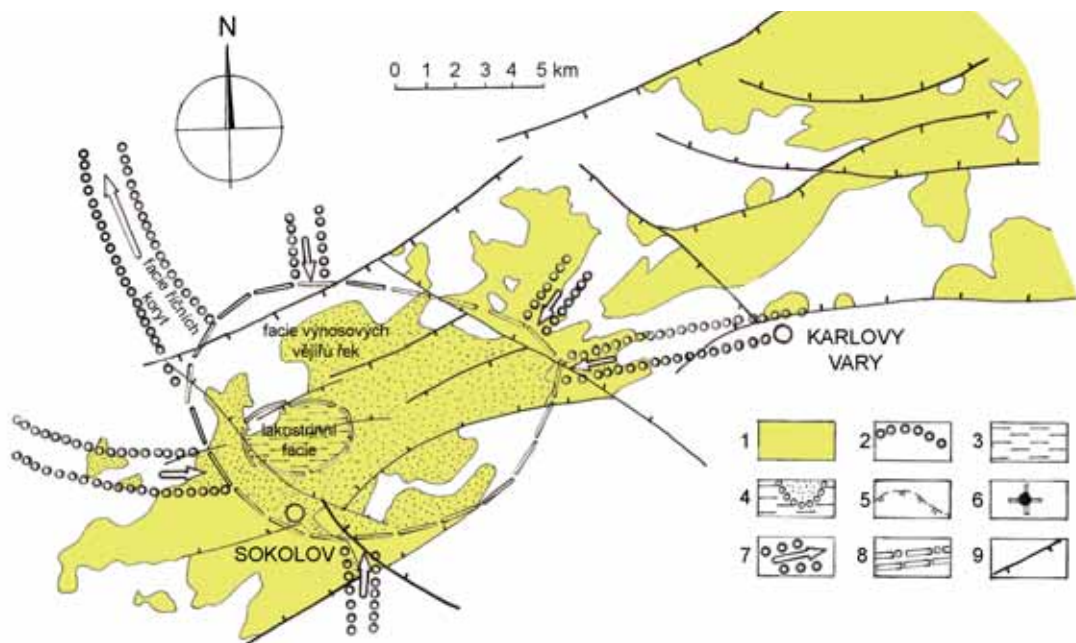 N
0 1 2 3 4 5 km
facie říčních
koryt
facie výnosových
vějířů řek
lakostrinní
facie
KARLOVY
VARY
SOKOLOV
1 2 3
4 5 6
7 8 9